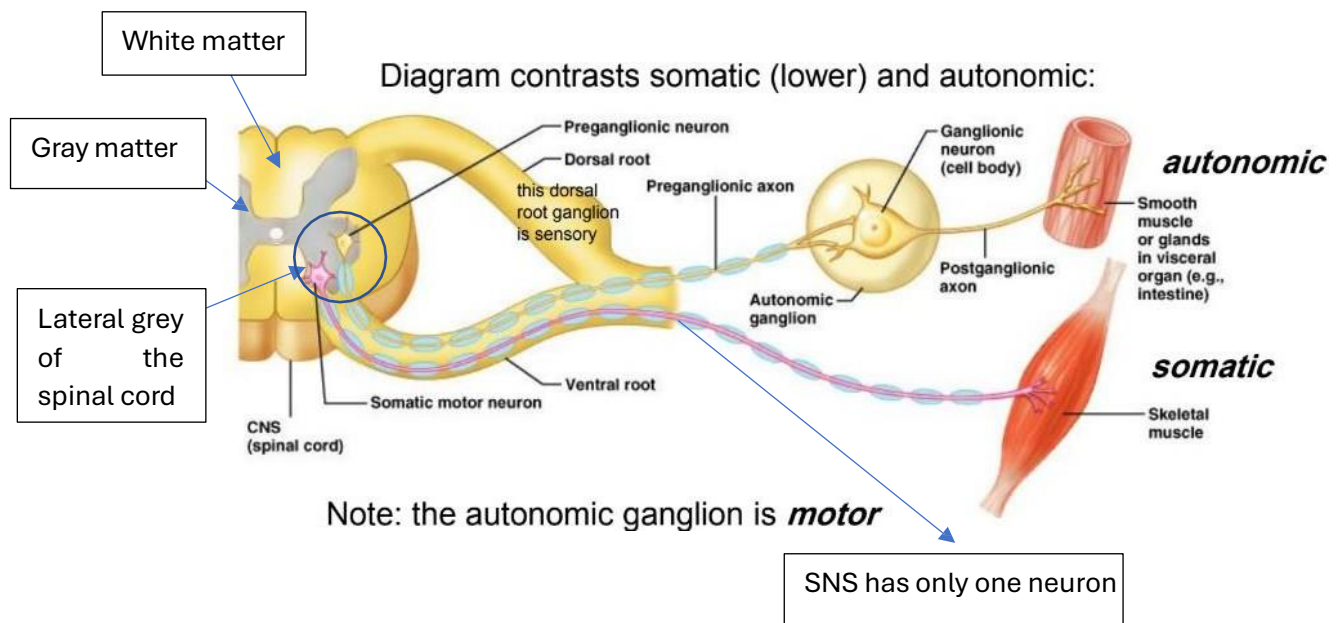 White matter
Diagram contrasts somatic (lower) and autonomic:
Gray matter
Preganglionic neuron
Dorsal root
this dorsal
root ganglion
is sensory
Preganglionic axon
Ganglionic
neuron
(cell body)
autonomic
Smooth
muscle
or glands
in visceral
organ (e.g.,
intestine)
Postganglionic
axon
Autonomic
ganglion
Lateral grey
of the
spinal cord
somatic
Ventral root
Somatic motor neuron
Skeletal
muscle
CNS
(spinal cord)
Note: the autonomic ganglion is motor
SNS has only one neuron